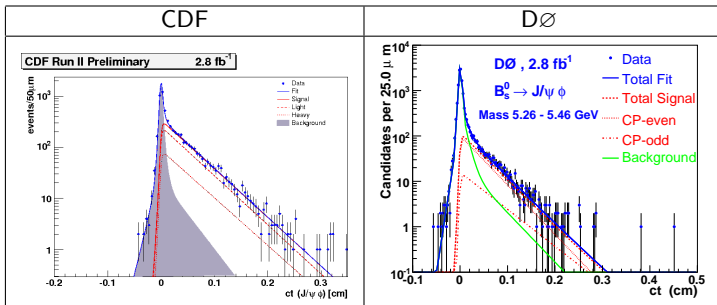 CDF
DØ
CDF Run II Preliminary 2.8 fb⁻¹
events/50μm
Data
Fit
Signal
Light
Heavy
Background
10³
10²
10
1
-0.2 -0.1 0 0.1 0.2 0.3
ct (J/ψ φ) [cm]
Candidates per 25.0 μ m
DØ , 2.8 fb⁻¹
B⁰ₛ → J/ψ φ
Mass 5.26 - 5.46 GeV
Data
Total Fit
Total Signal
CP-even
CP-odd
Background
10⁴
10³
10²
10
1
10⁻¹
-0.1 0 0.1 0.2 0.3 0.4 0.5
ct (cm)